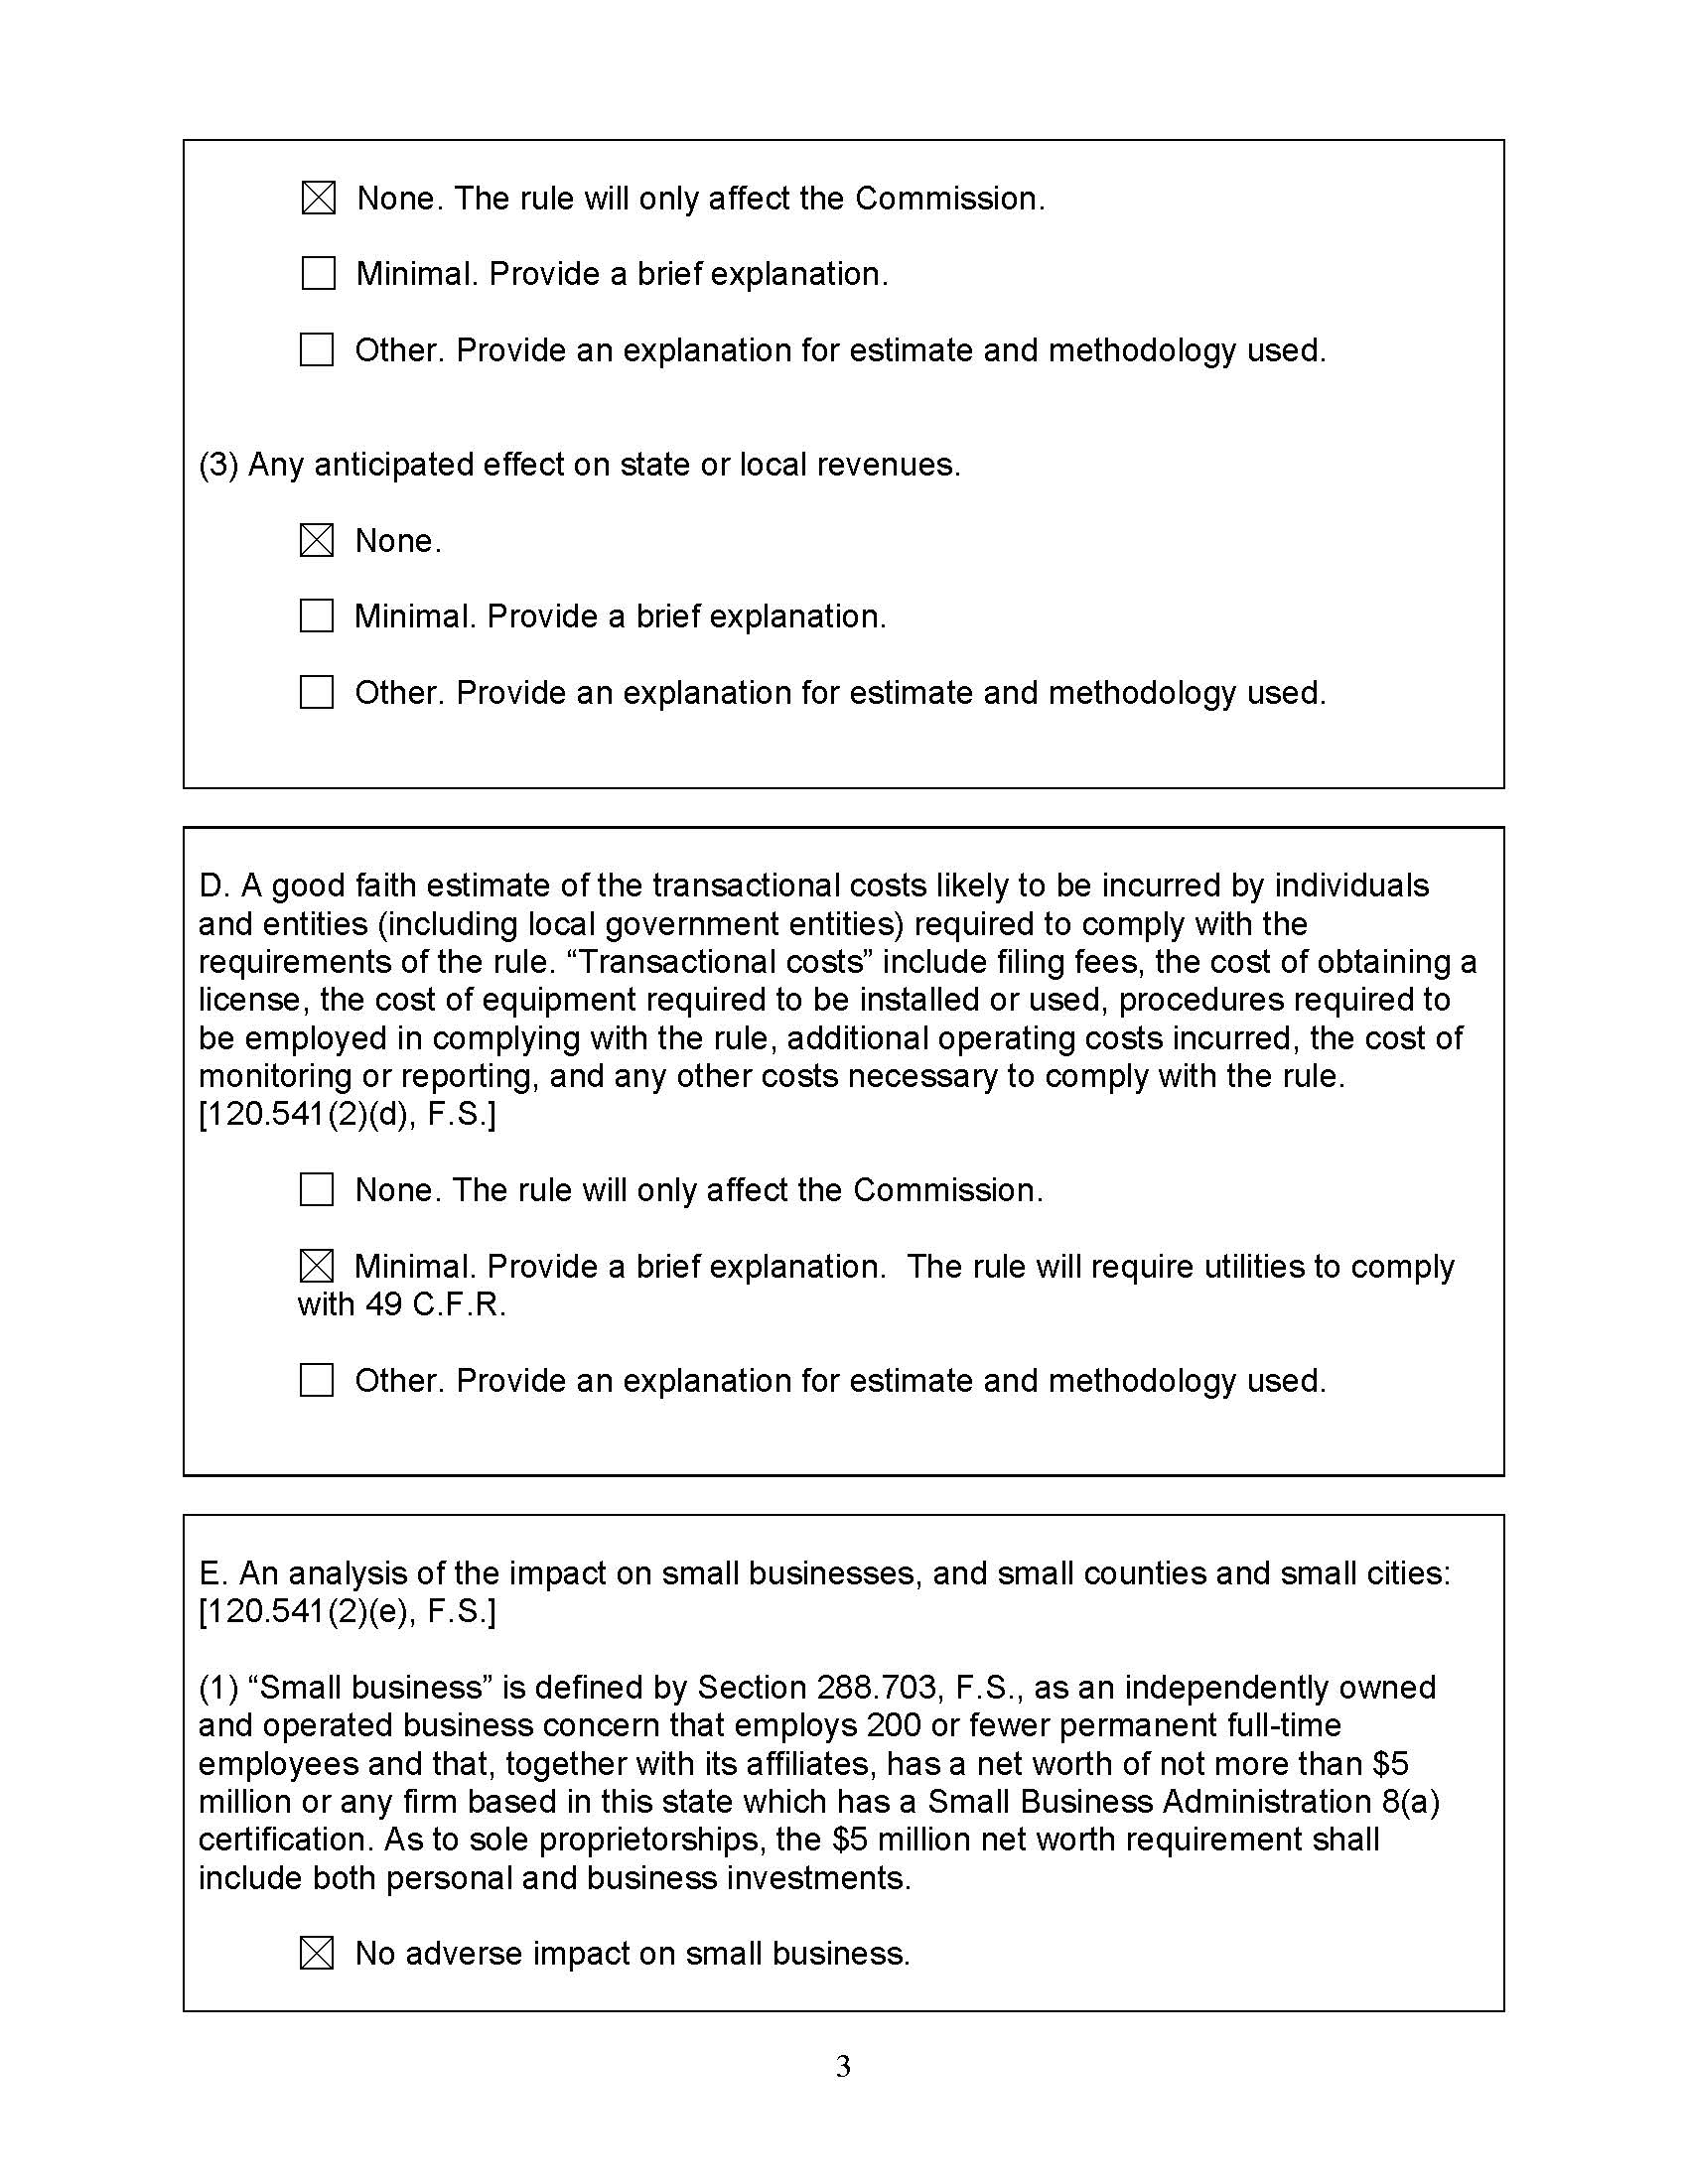 ☒ None. The rule will only affect the Commission.
☐ Minimal. Provide a brief explanation.
☐ Other. Provide an explanation for estimate and methodology used.
(3) Any anticipated effect on state or local revenues.
☒ None.
☐ Minimal. Provide a brief explanation.
☐ Other. Provide an explanation for estimate and methodology used.
D. A good faith estimate of the transactional costs likely to be incurred by individuals
and entities (including local government entities) required to comply with the
requirements of the rule. “Transactional costs” include filing fees, the cost of obtaining a
license, the cost of equipment required to be installed or used, procedures required to
be employed in complying with the rule, additional operating costs incurred, the cost of
monitoring or reporting, and any other costs necessary to comply with the rule.
[120.541(2)(d), F.S.]
☐ None. The rule will only affect the Commission.
☒ Minimal. Provide a brief explanation.  The rule will require utilities to comply
with 49 C.F.R.
☐ Other. Provide an explanation for estimate and methodology used.
E. An analysis of the impact on small businesses, and small counties and small cities:
[120.541(2)(e), F.S.]
(1) “Small business” is defined by Section 288.703, F.S., as an independently owned
and operated business concern that employs 200 or fewer permanent full-time
employees and that, together with its affiliates, has a net worth of not more than $5
million or any firm based in this state which has a Small Business Administration 8(a)
certification. As to sole proprietorships, the $5 million net worth requirement shall
include both personal and business investments.
☒ No adverse impact on small business.
3